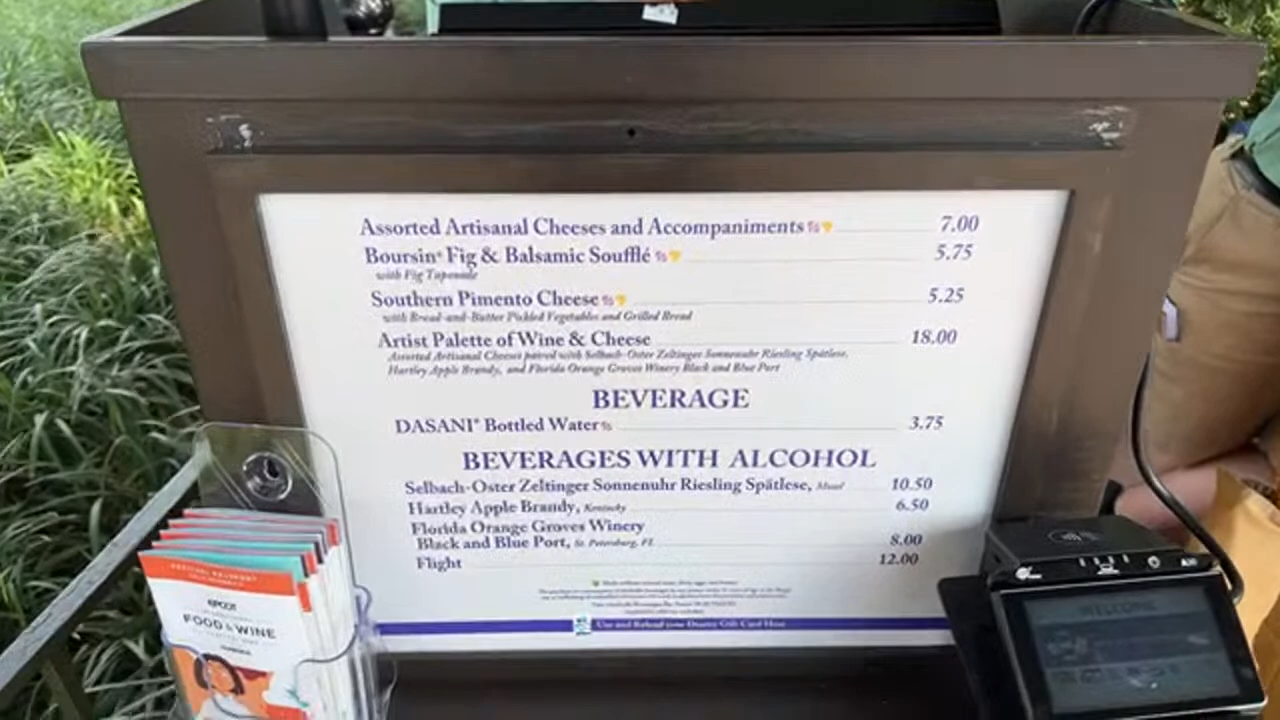 Assorted Artisanal Cheeses and Accompaniments 7.00
Boursin® Fig & Balsamic Soufflé 5.75
with Fig Tapenade
Southern Pimento Cheese 5.25
with Bread-and-Butter Pickled Vegetables and Grilled Bread
Artist Palette of Wine & Cheese 18.00
Assorted Artisanal Cheeses paired with Selbach-Oster Zeltinger Sonnenuhr Riesling Spätlese,
Hartley Apple Brandy, and Florida Orange Groves Winery Black and Blue Port
BEVERAGE
DASANI® Bottled Water 3.75
BEVERAGES WITH ALCOHOL
Selbach-Oster Zeltinger Sonnenuhr Riesling Spätlese, Mosel 10.50
Hartley Apple Brandy, Kentucky 6.50
Florida Orange Groves Winery
Black and Blue Port, St. Petersburg, FL 8.00
Flight 12.00
Use and Reload your Disney Gift Card Here
FESTIVAL PASSPORT
epcot
FOOD & WINE